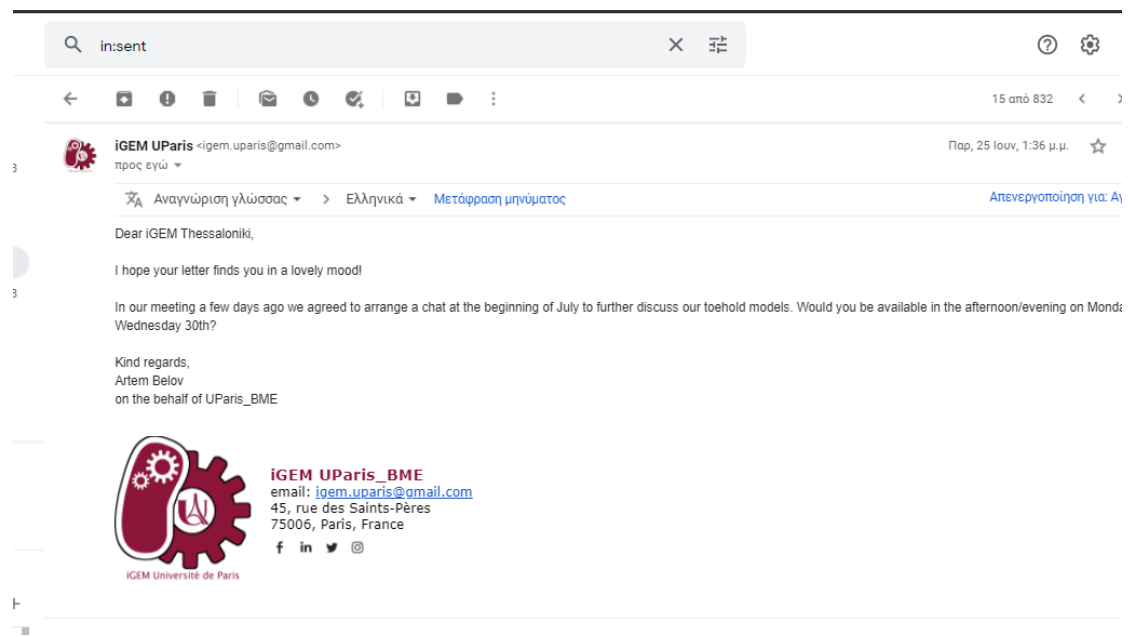 in:sent
15 από 832
iGEM UParis <igem.uparis@gmail.com>
Παρ, 25 Ιουν, 1:36 μ.μ.
προς εγώ
Αναγνώριση γλώσσας
Ελληνικά
Μετάφραση μηνύματος
Απενεργοποίηση για:
Dear iGEM Thessaloniki,
I hope your letter finds you in a lovely mood!
In our meeting a few days ago we agreed to arrange a chat at the beginning of July to further discuss our toehold models. Would you be available in the afternoon/evening on
Wednesday 30th?
Kind regards,
Artem Belov
on the behalf of UParis_BME
iGEM UParis_BME
email: igem.uparis@gmail.com
45, rue des Saints-Pères
75006, Paris, France
iGEM Université de Paris